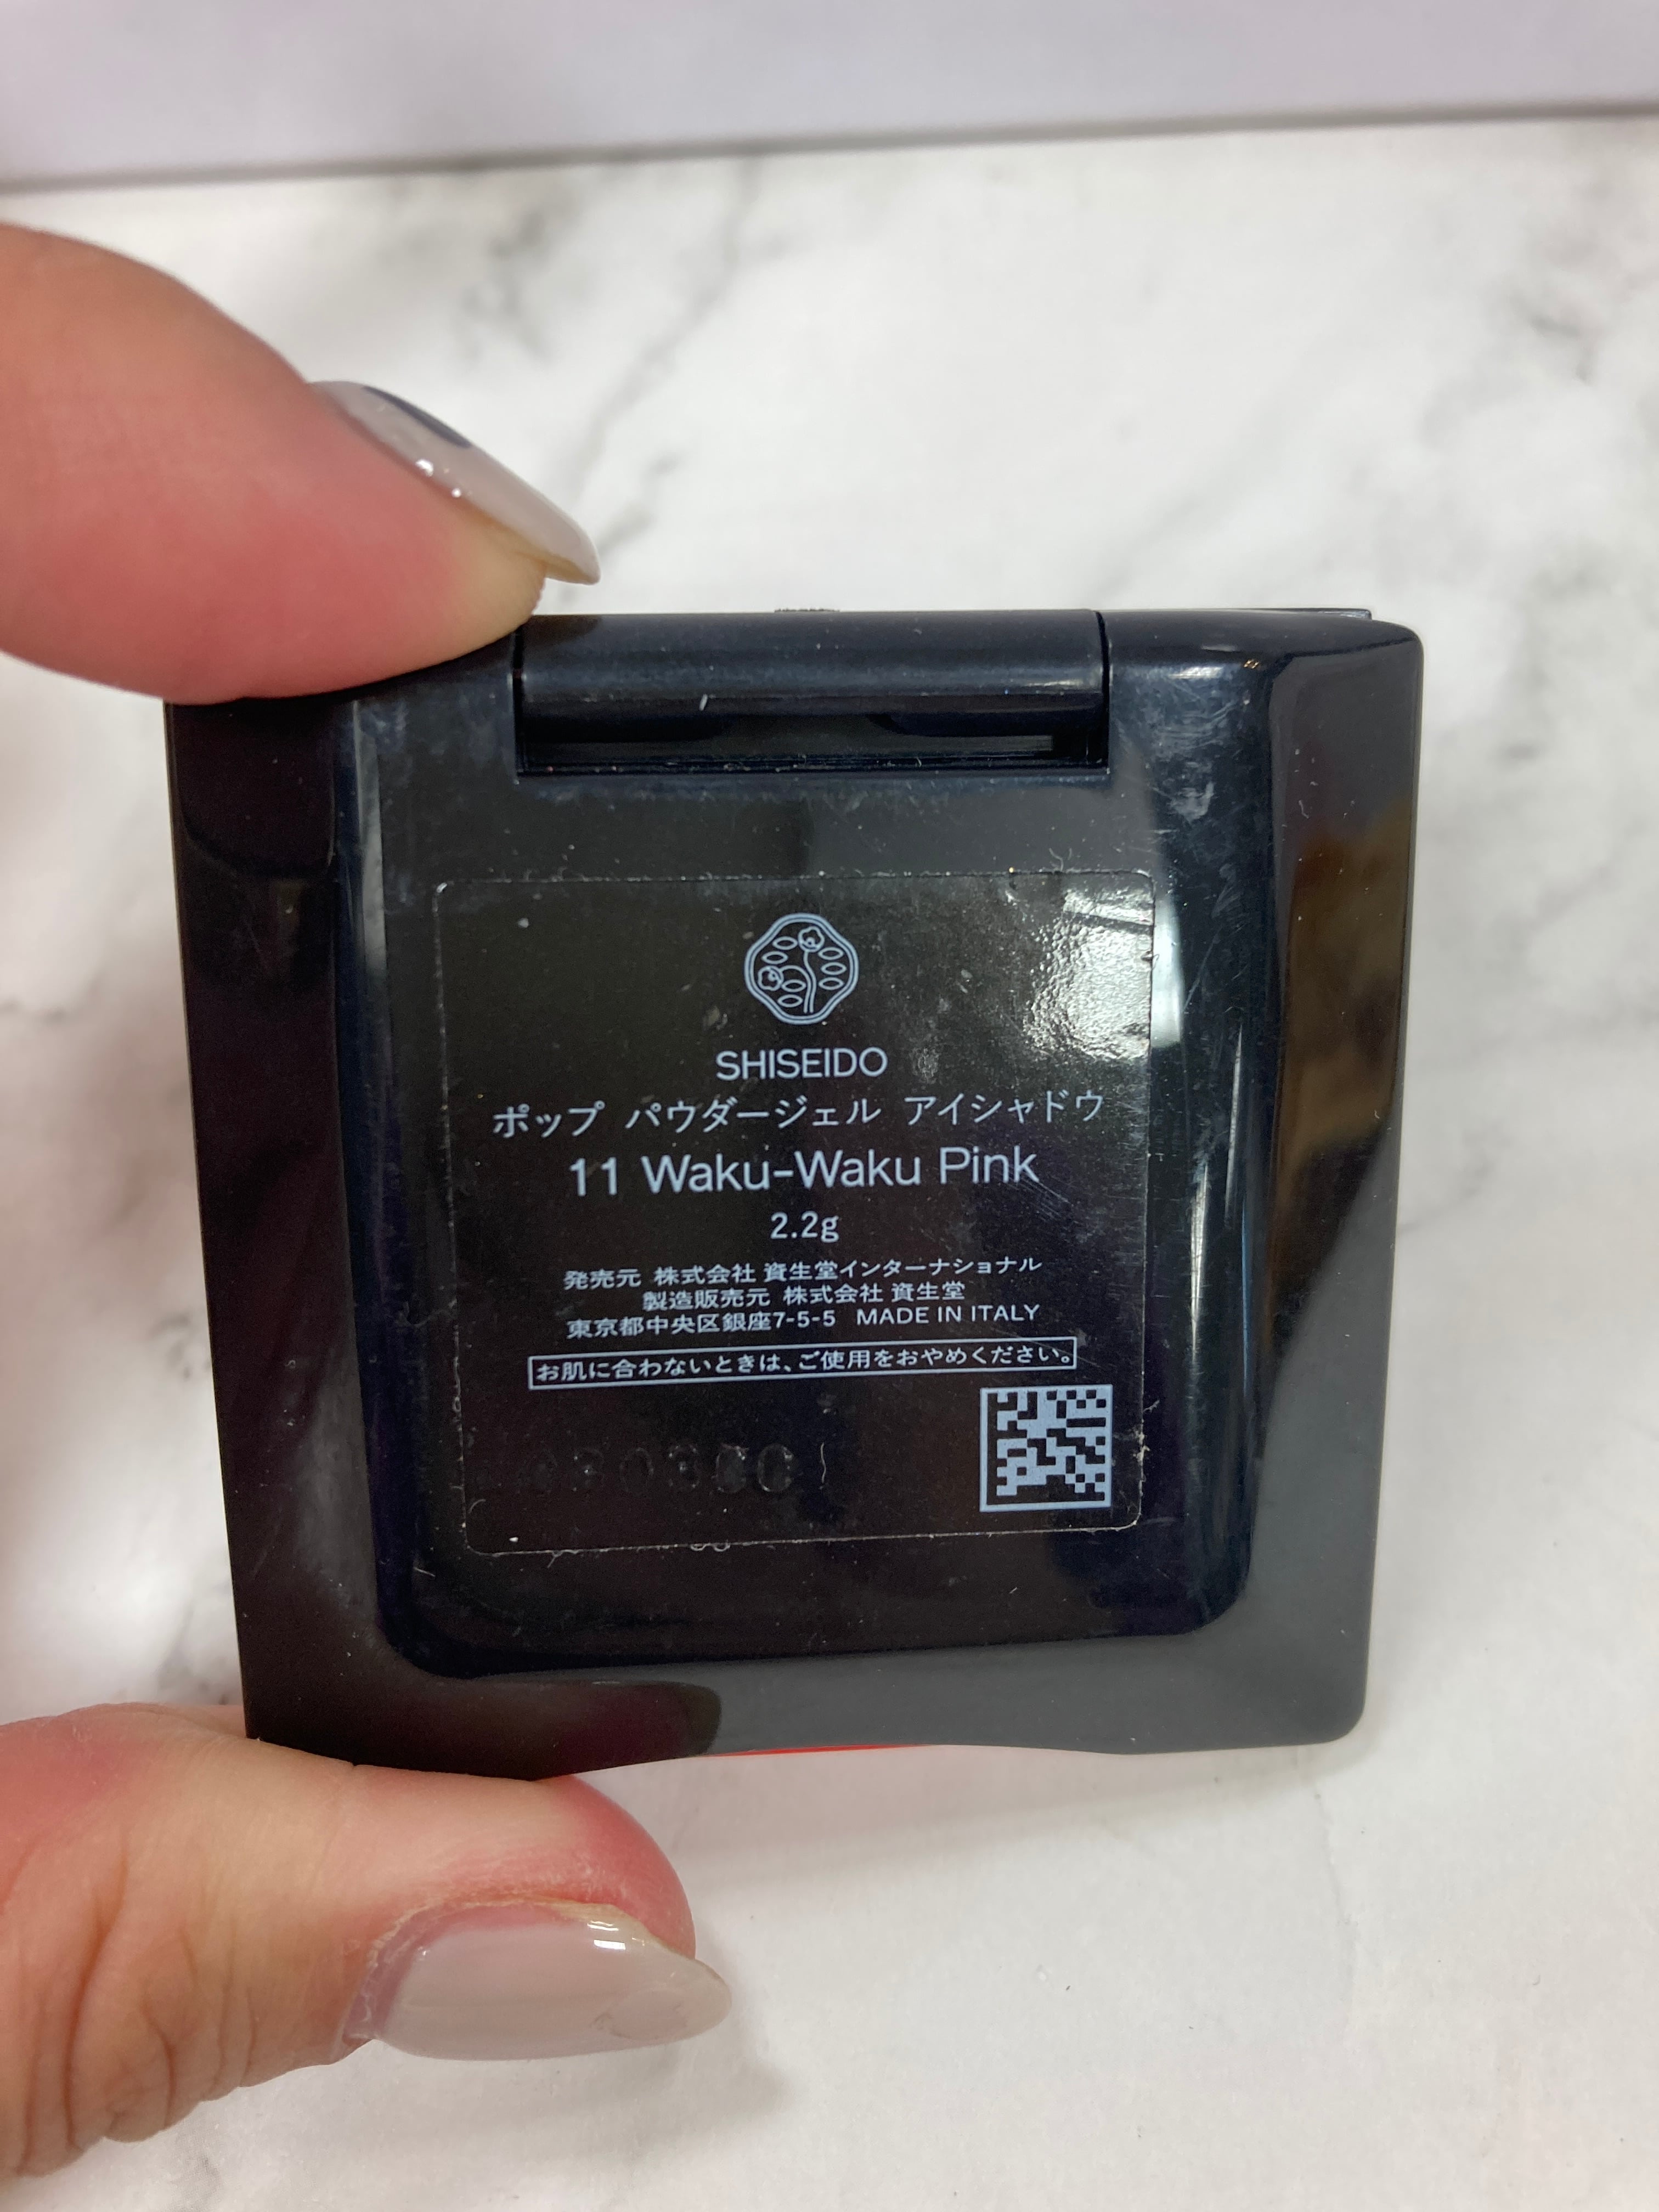 SHISEIDO
ポップ パウダージェル アイシャドウ
11 Waku-Waku Pink
2.2g
発売元 株式会社 資生堂インターナショナル
製造販売元 株式会社 資生堂
東京都中央区銀座7-5-5 MADE IN ITALY
お肌に合わないときは、ご使用をおやめください。